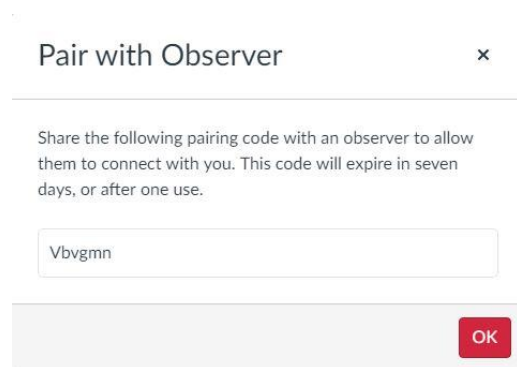 Pair with Observer ×
Share the following pairing code with an observer to allow
them to connect with you. This code will expire in seven
days, or after one use.
Vbvgmn
OK